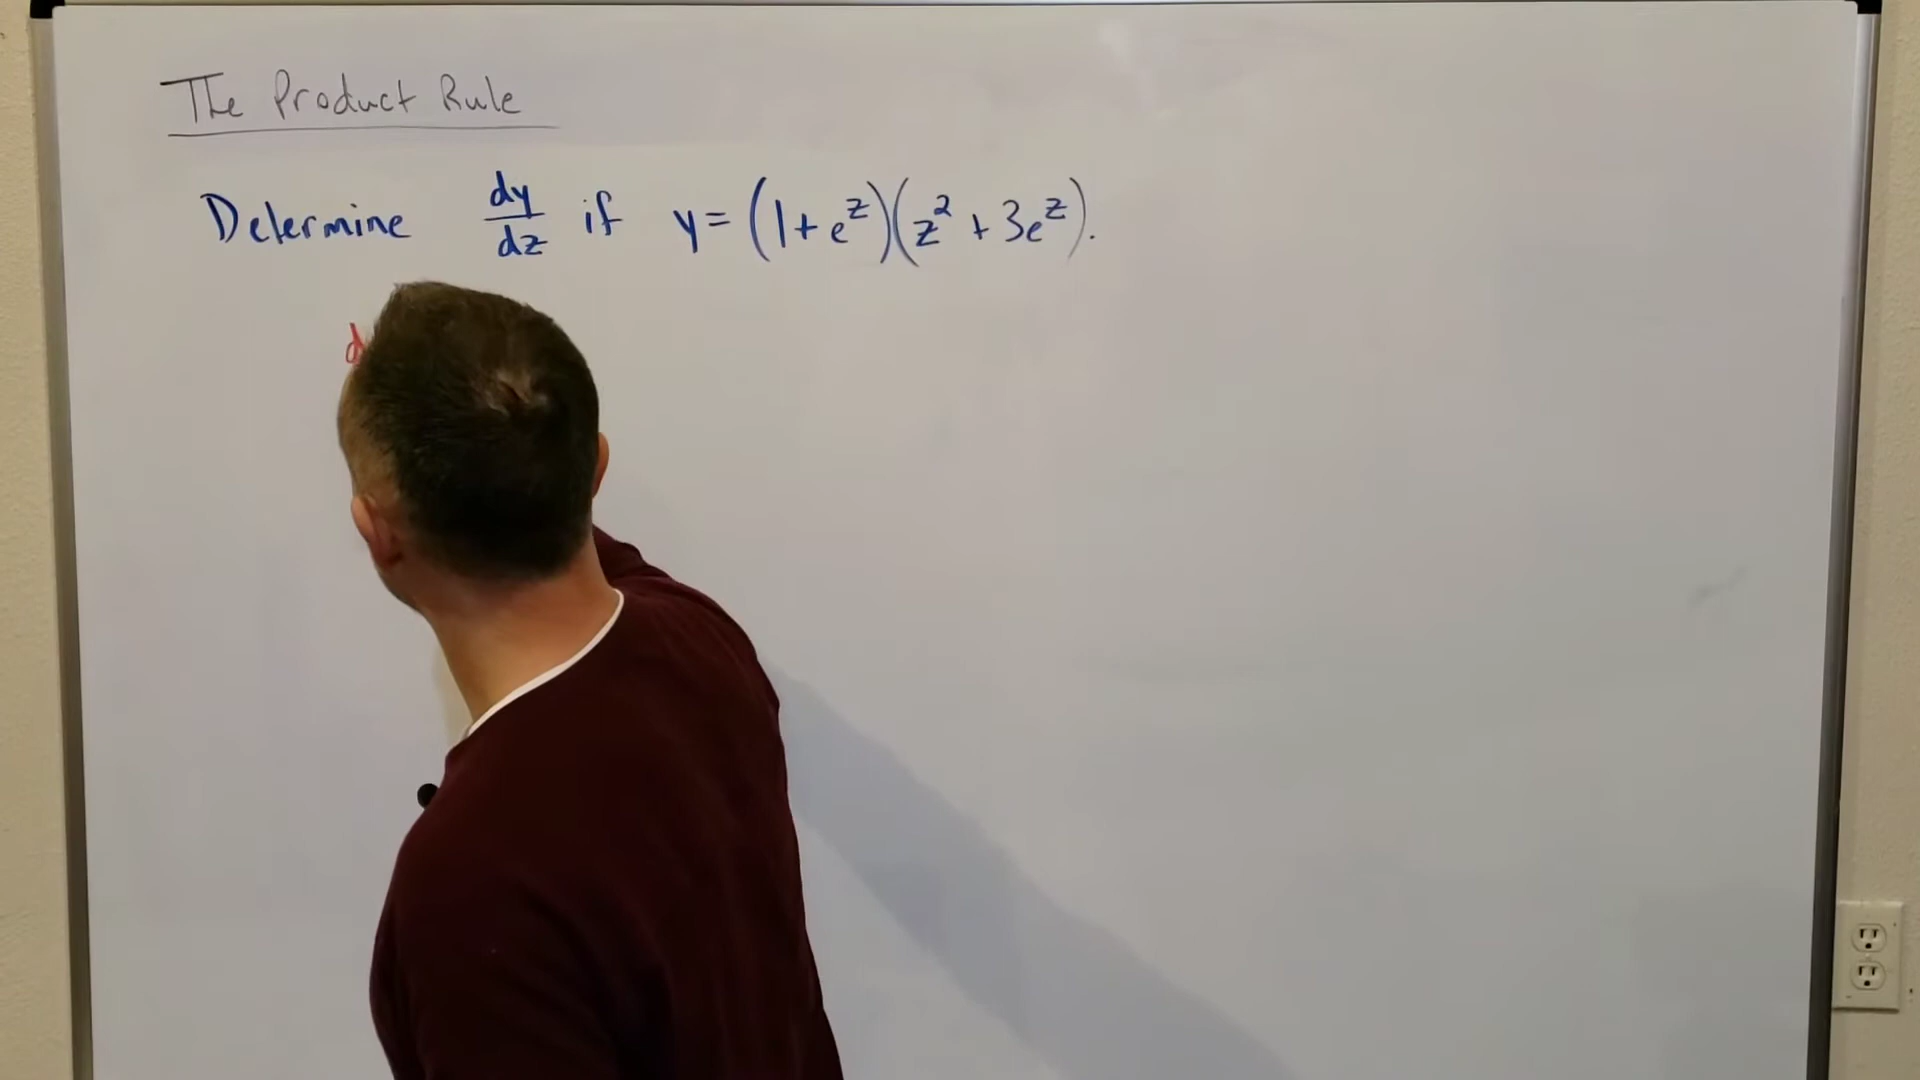 The Product Rule
Determine dy/dz if y = (1 + e^z)(z^2 + 3e^z).
d